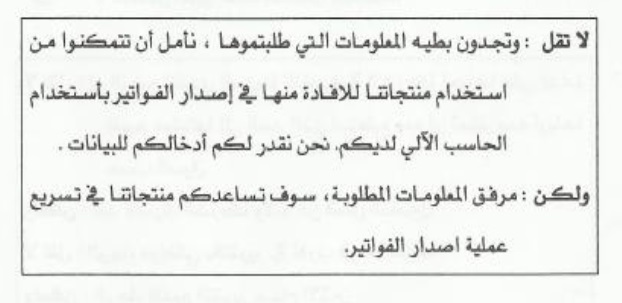 لا تقل : وتجدون بطيه المعلومات التي طلبتموها ، نأمل أن تتمكنوا من
استخدام منتجاتنا للافادة منها في إصدار الفواتير بأستخدام
الحاسب الآلي لديكم. نحن نقدر لكم أدخالكم للبيانات .
ولكن : مرفق المعلومات المطلوبة، سوف تساعدكم منتجاتنا في تسريع
عملية اصدار الفواتير.